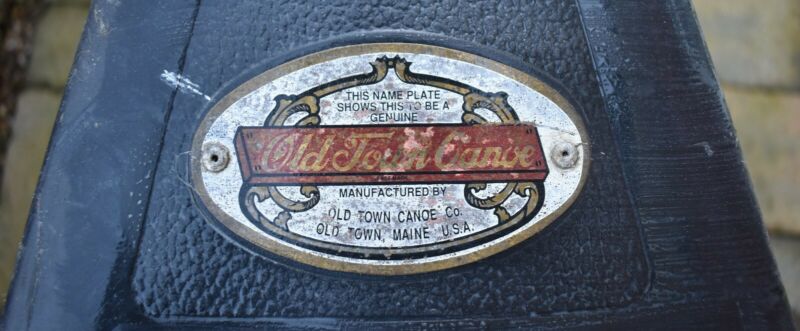 THIS NAME PLATE
SHOWS THIS TO BE A
GENUINE
"Old Town Canoe"
MANUFACTURED BY
OLD TOWN CANOE Co.
OLD TOWN, MAINE U.S.A.